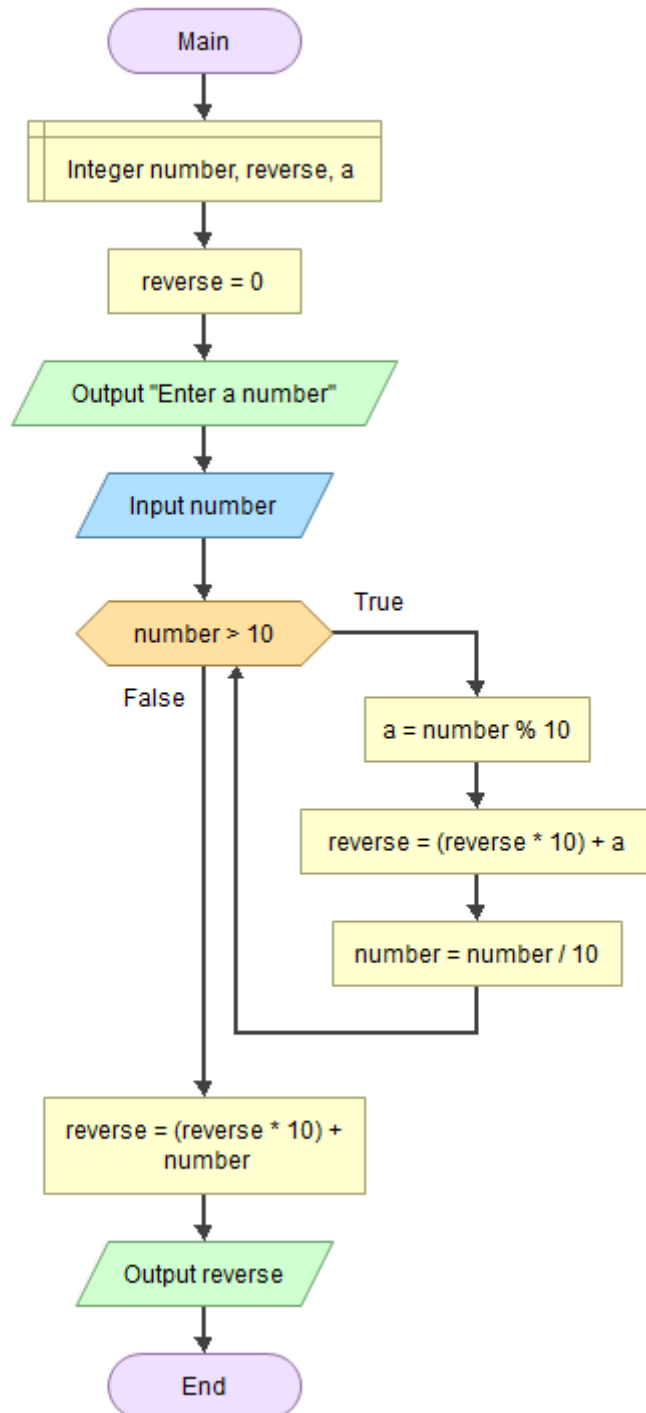 Main
Integer number, reverse, a
reverse = 0
Output "Enter a number"
Input number
number > 10
True
False
a = number % 10
reverse = (reverse * 10) + a
number = number / 10
reverse = (reverse * 10) +
number
Output reverse
End